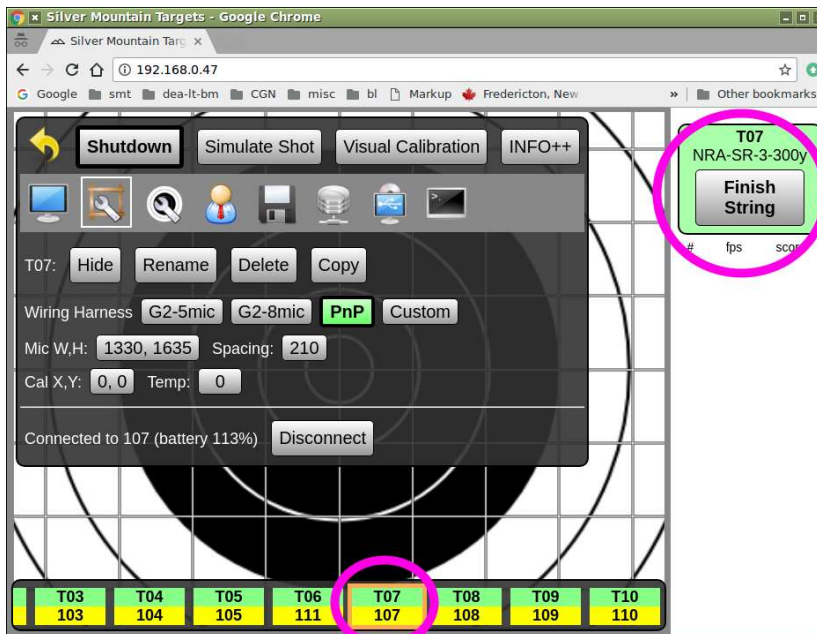 Silver Mountain Targets - Google Chrome
Silver Mountain Targ
192.168.0.47
Google smt dea-lt-bm CGN misc bl Markup Fredericton, New » Other bookmarks
Shutdown Simulate Shot Visual Calibration INFO++
T07: Hide Rename Delete Copy
Wiring Harness G2-5mic G2-8mic PnP Custom
Mic W,H: 1330, 1635 Spacing: 210
Cal X,Y: 0, 0 Temp: 0
Connected to 107 (battery 113%) Disconnect
T07
NRA-SR-3-300y
Finish
String
# fps scor
T03 T04 T05 T06 T07 T08 T09 T10
103 104 105 111 107 108 109 110